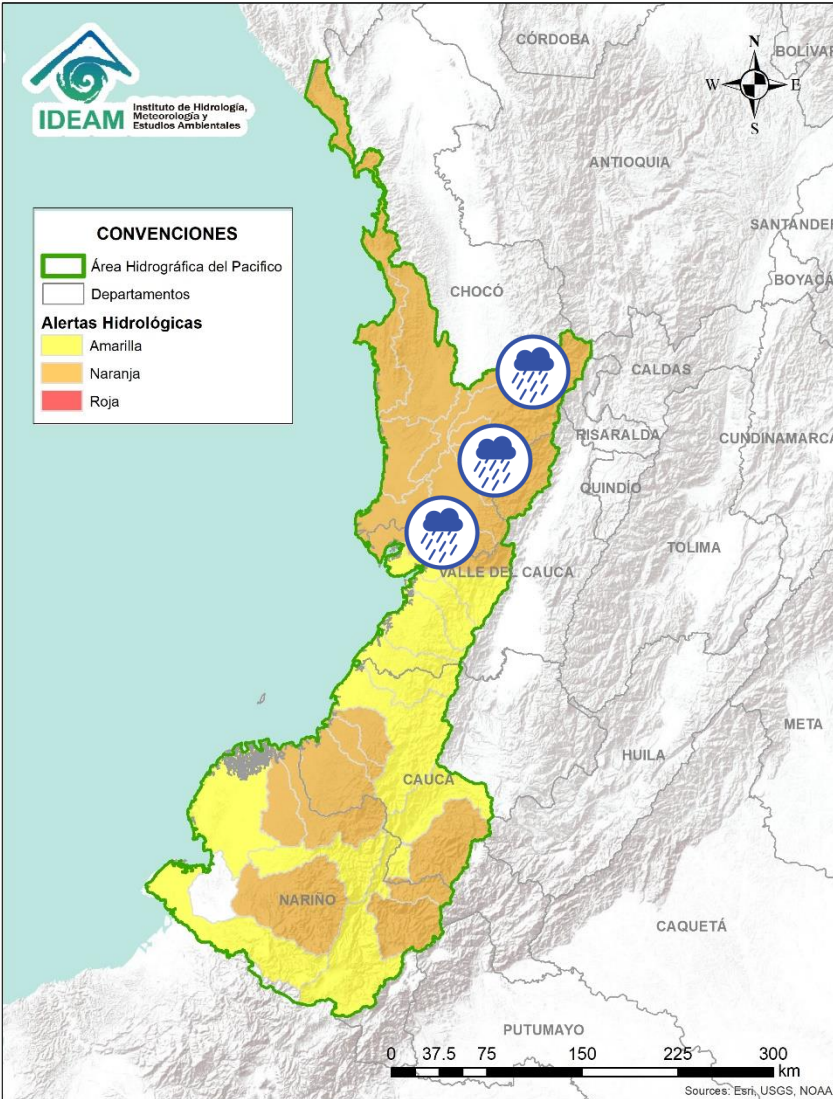 IDEAM
Instituto de Hidrología,
Meteorología y
Estudios Ambientales
CONVENCIONES
Área Hidrográfica del Pacifico
Departamentos
Alertas Hidrológicas
Amarilla
Naranja
Roja
N
W
E
S
CÓRDOBA
BOLÍVAR
ANTIOQUIA
SANTANDER
BOYACÁ
CHOCÓ
CALDAS
RISARALDA
CUNDINAMARCA
QUINDÍO
TOLIMA
VALLE DEL CAUCA
META
HUILA
CAUCA
NARIÑO
CAQUETÁ
PUTUMAYO
0 37.5 75 150 225 300
km
Sources: Esri, USGS, NOAA